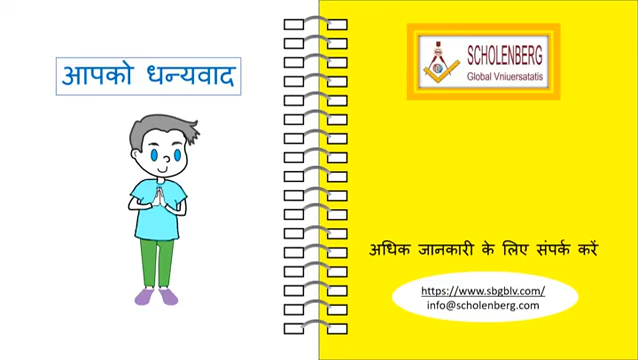 आपको धन्यवाद
SCHOLENBERG
Global Vniuersatatis
अधिक जानकारी के लिए संपर्क करें
https://www.sbgblv.com/
info@scholenberg.com